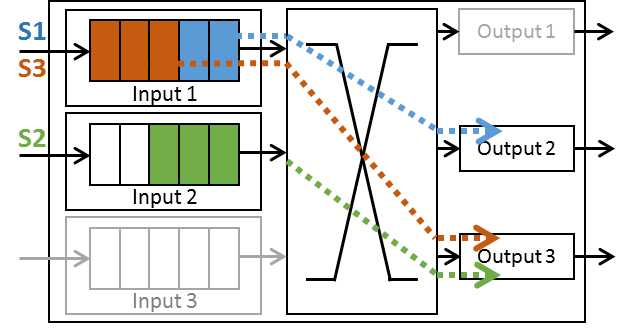 S1
S3
Input 1
S2
Input 2
Input 3
Output 1
Output 2
Output 3